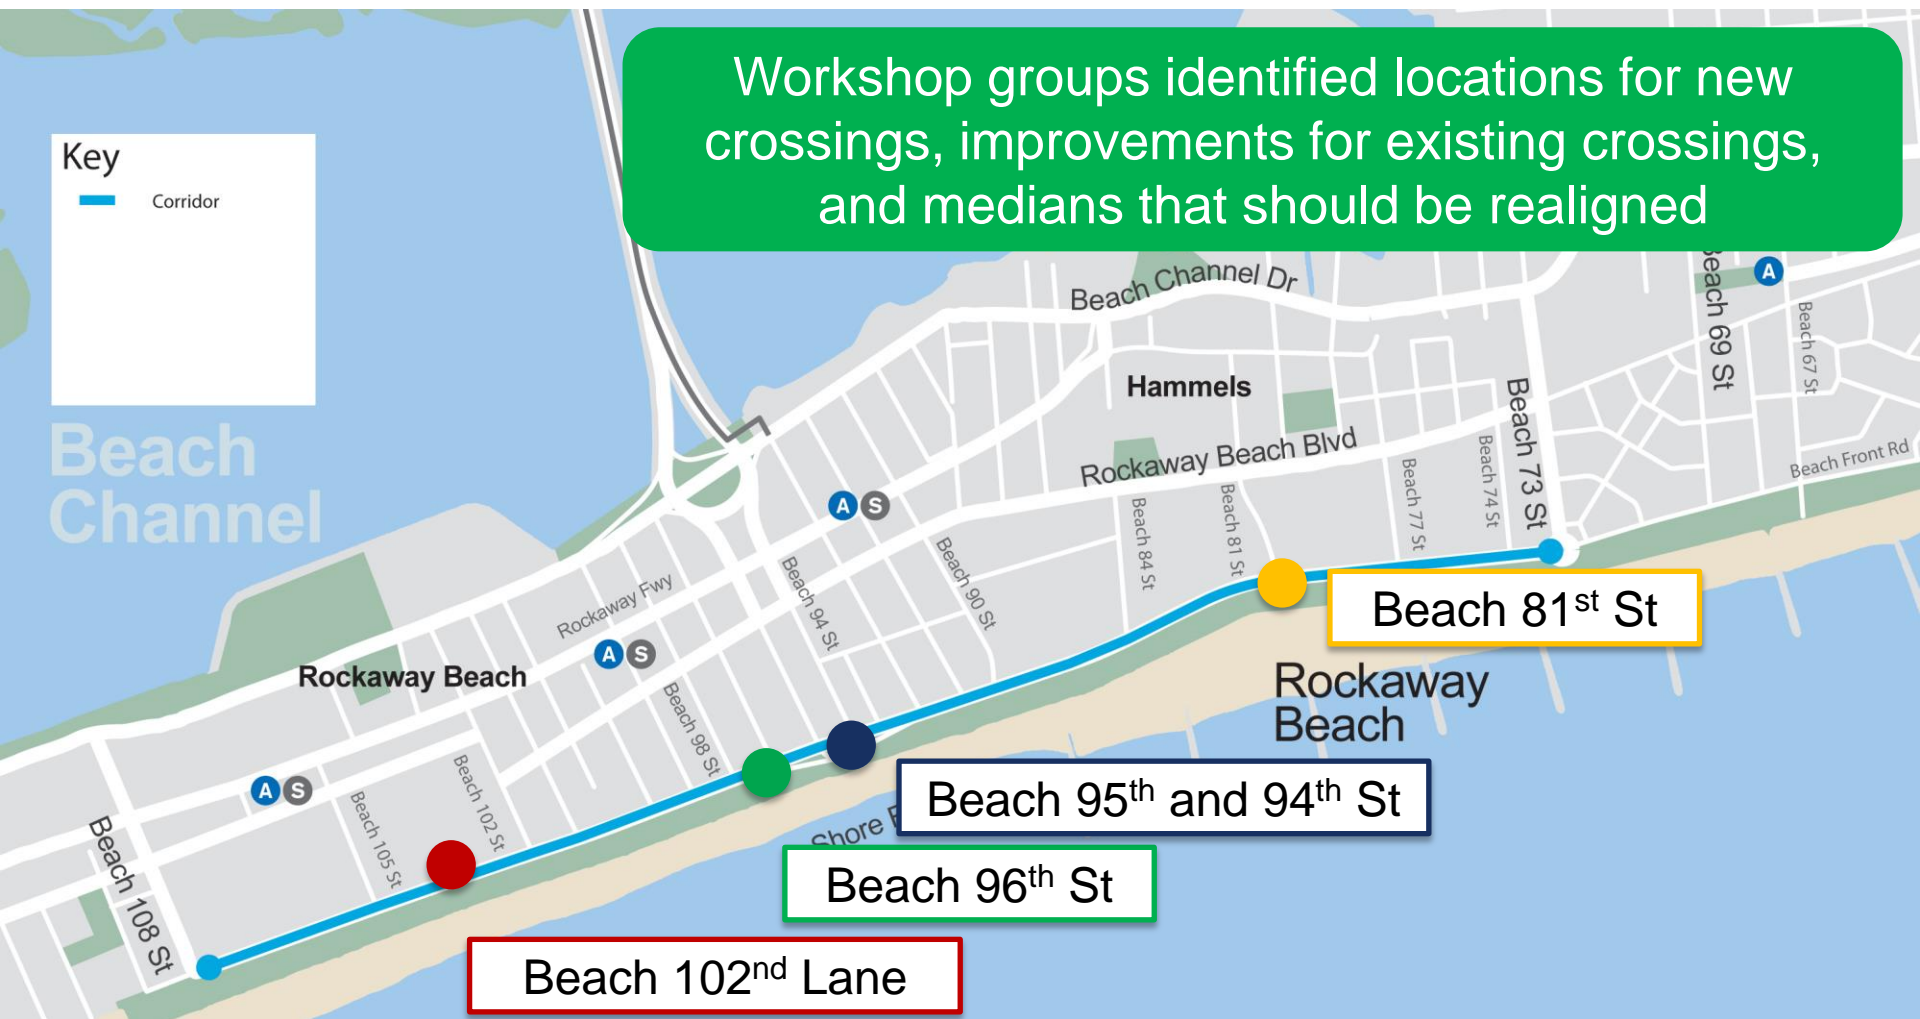 Workshop groups identified locations for new
crossings, improvements for existing crossings,
and medians that should be realigned
Key
Corridor
Beach
Channel
Beach Channel Dr
Beach 69 St
A
Beach 67 St
Hammels
Rockaway Beach Blvd
Beach 73 St
Beach 74 St
Beach 77 St
Beach Front Rd
A S
Beach 84 St
Beach 81 St
Beach 90 St
Beach 94 St
Rockaway Fwy
A S
Rockaway Beach
Beach 98 St
Beach 81st St
Rockaway
Beach
Beach 102 St
A S
Beach 105 St
Beach 108 St
Beach 95th and 94th St
Shore
Beach 96th St
Beach 102nd Lane